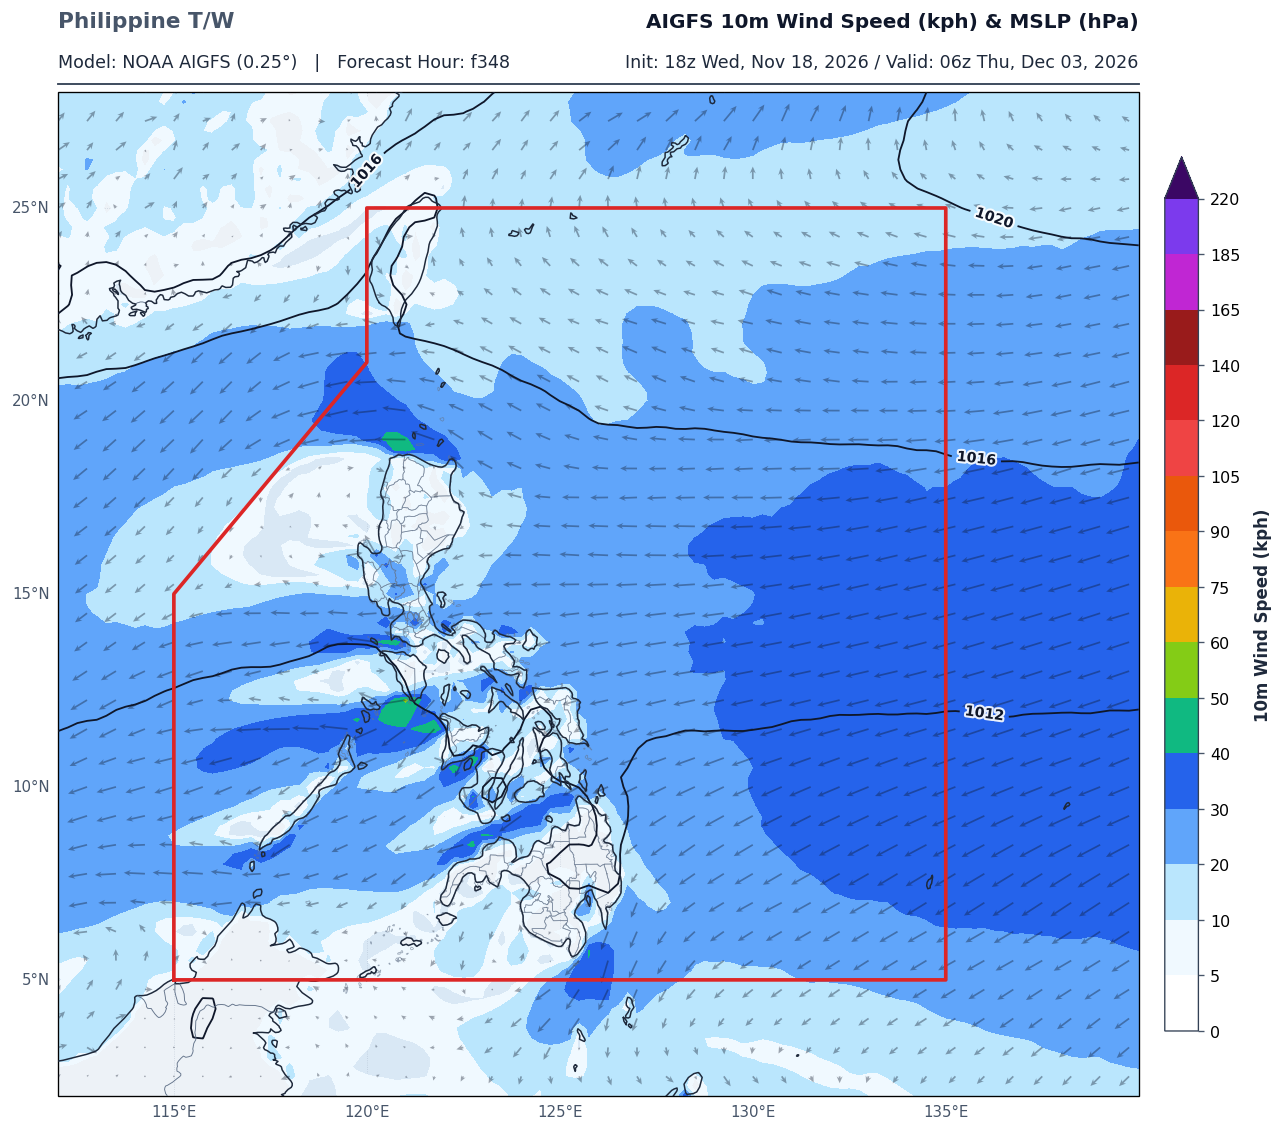 Philippine T/W
AIGFS 10m Wind Speed (kph) & MSLP (hPa)
Model: NOAA AIGFS (0.25°) | Forecast Hour: f348
Init: 18z Wed, Nov 18, 2026 / Valid: 06z Thu, Dec 03, 2026
1016
1020
1016
1012
25°N
20°N
15°N
10°N
5°N
115°E
120°E
125°E
130°E
135°E
220
185
165
140
120
105
90
75
60
50
40
30
20
10
5
0
10m Wind Speed (kph)